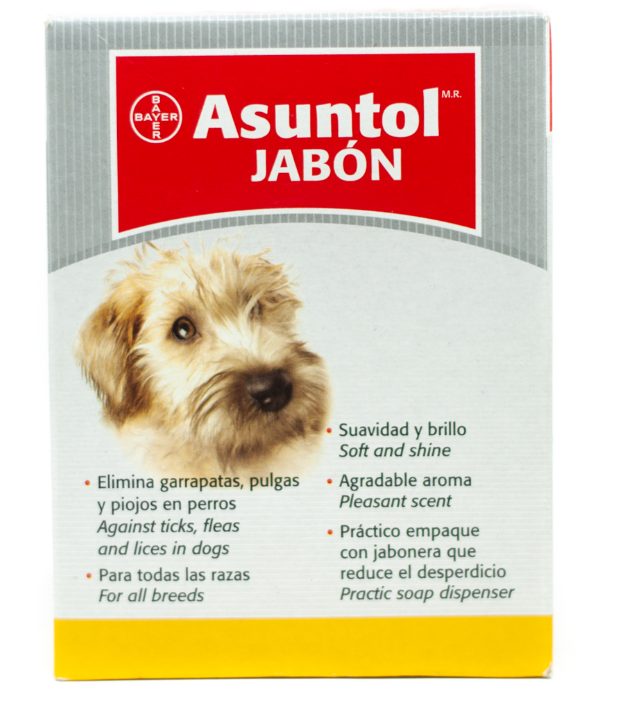 BAYER
BAYER
Asuntol M.R.
JABÓN
• Elimina garrapatas, pulgas
y piojos en perros
Against ticks, fleas
and lices in dogs
• Para todas las razas
For all breeds
• Suavidad y brillo
Soft and shine
• Agradable aroma
Pleasant scent
• Práctico empaque
con jabonera que
reduce el desperdicio
Practic soap dispenser